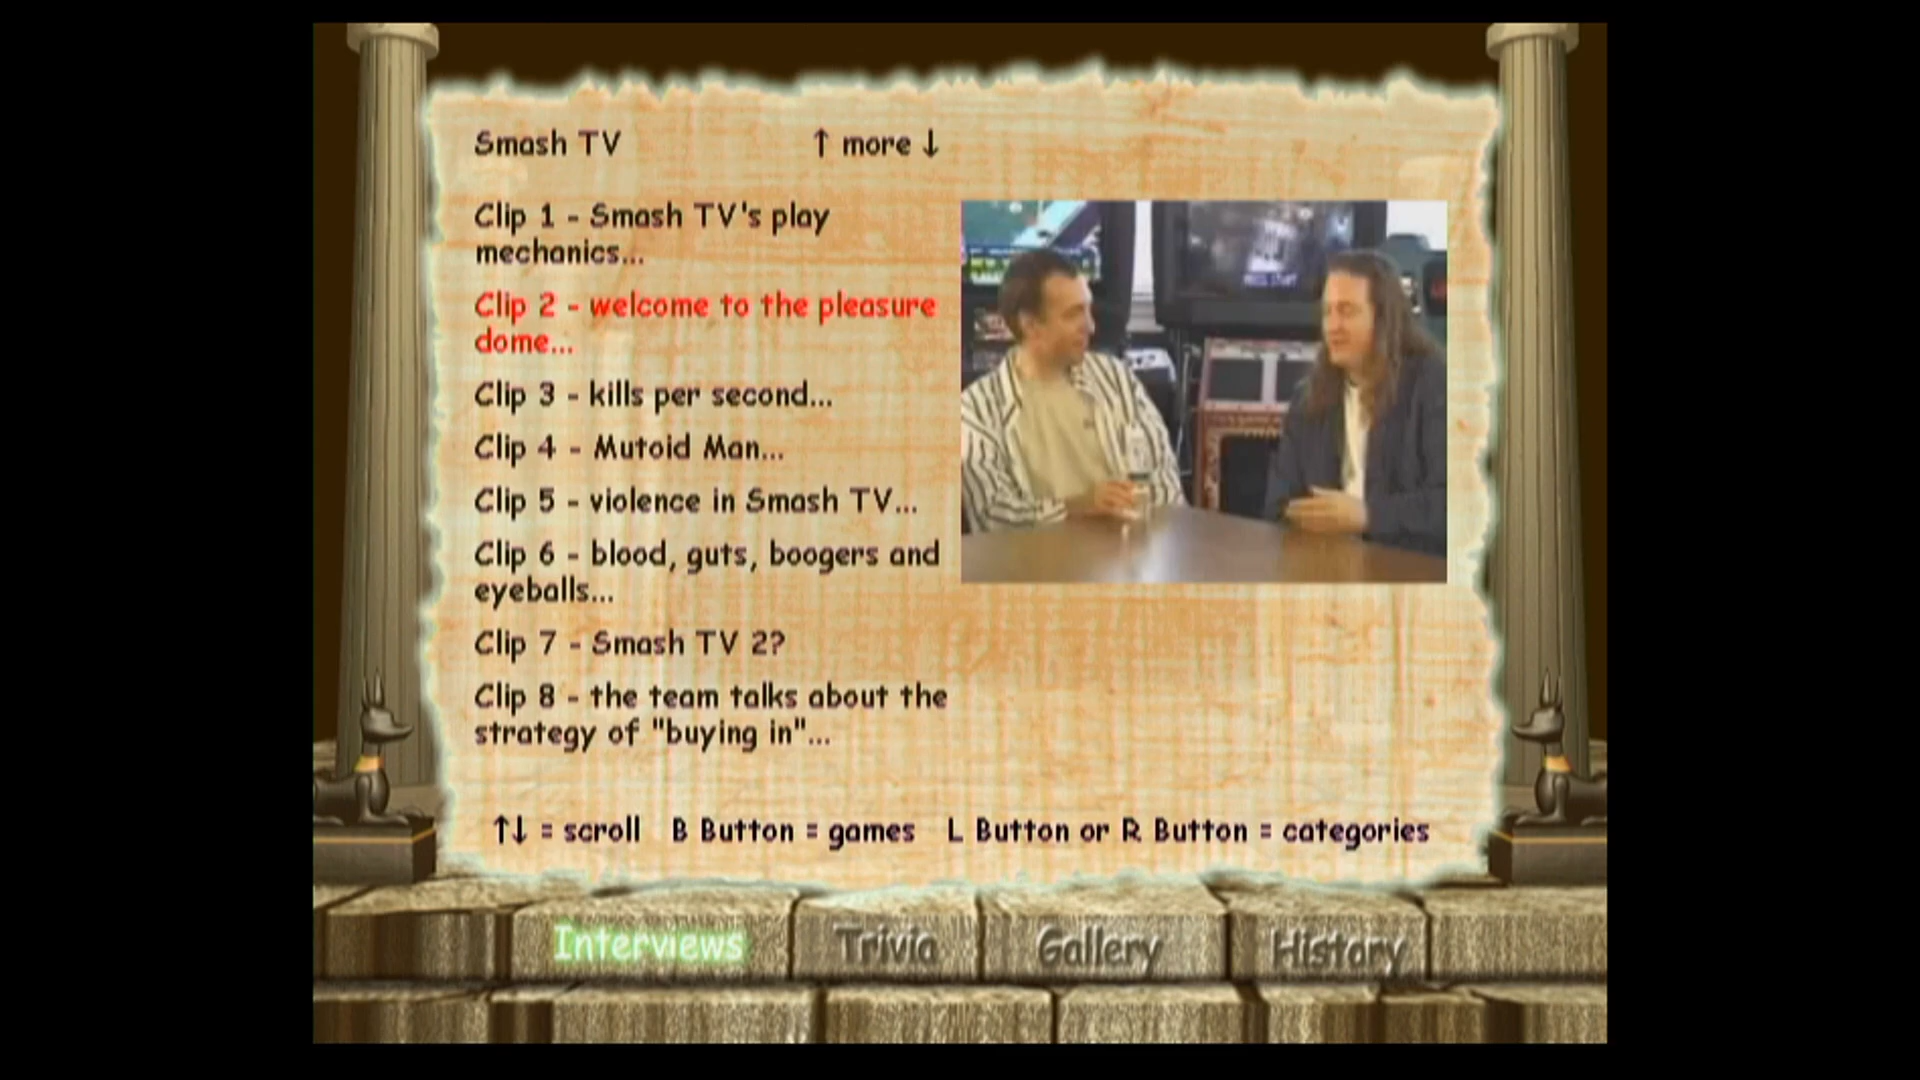 Smash TV ↑ more ↓
Clip 1 - Smash TV's play
mechanics...
Clip 2 - welcome to the pleasure
dome...
Clip 3 - kills per second...
Clip 4 - Mutoid Man...
Clip 5 - violence in Smash TV...
Clip 6 - blood, guts, boogers and
eyeballs...
Clip 7 - Smash TV 2?
Clip 8 - the team talks about the
strategy of "buying in"...
↑↓ = scroll B Button = games L Button or R Button = categories
Interviews Trivia Gallery History